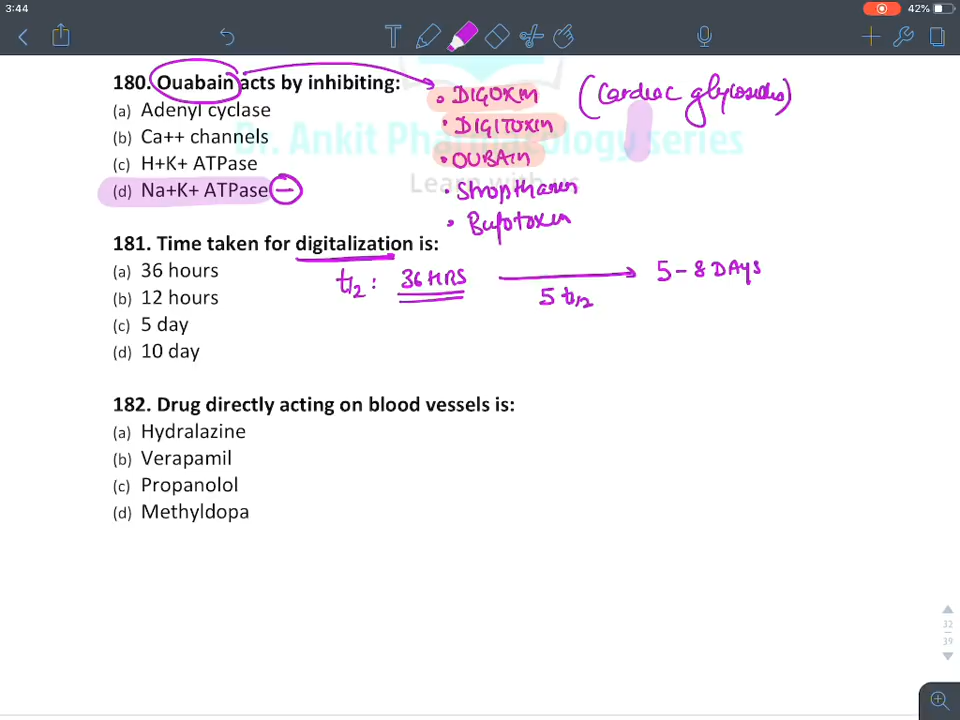 3:44
42%
180. Ouabain acts by inhibiting:
(a) Adenyl cyclase
(b) Ca++ channels
(c) H+K+ ATPase
(d) Na+K+ ATPase
• DIGOXIN (Cardiac glycosides)
• DIGITOXIN
• OUBAIN
• Stropthanin
• Bufotoxin
Dr. Ankit Pharmacology series
Learn with us
181. Time taken for digitalization is:
(a) 36 hours
(b) 12 hours
(c) 5 day
(d) 10 day
t1/2 : 36 HRS
5 t1/2
5-8 DAYS
182. Drug directly acting on blood vessels is:
(a) Hydralazine
(b) Verapamil
(c) Propanolol
(d) Methyldopa
32
39